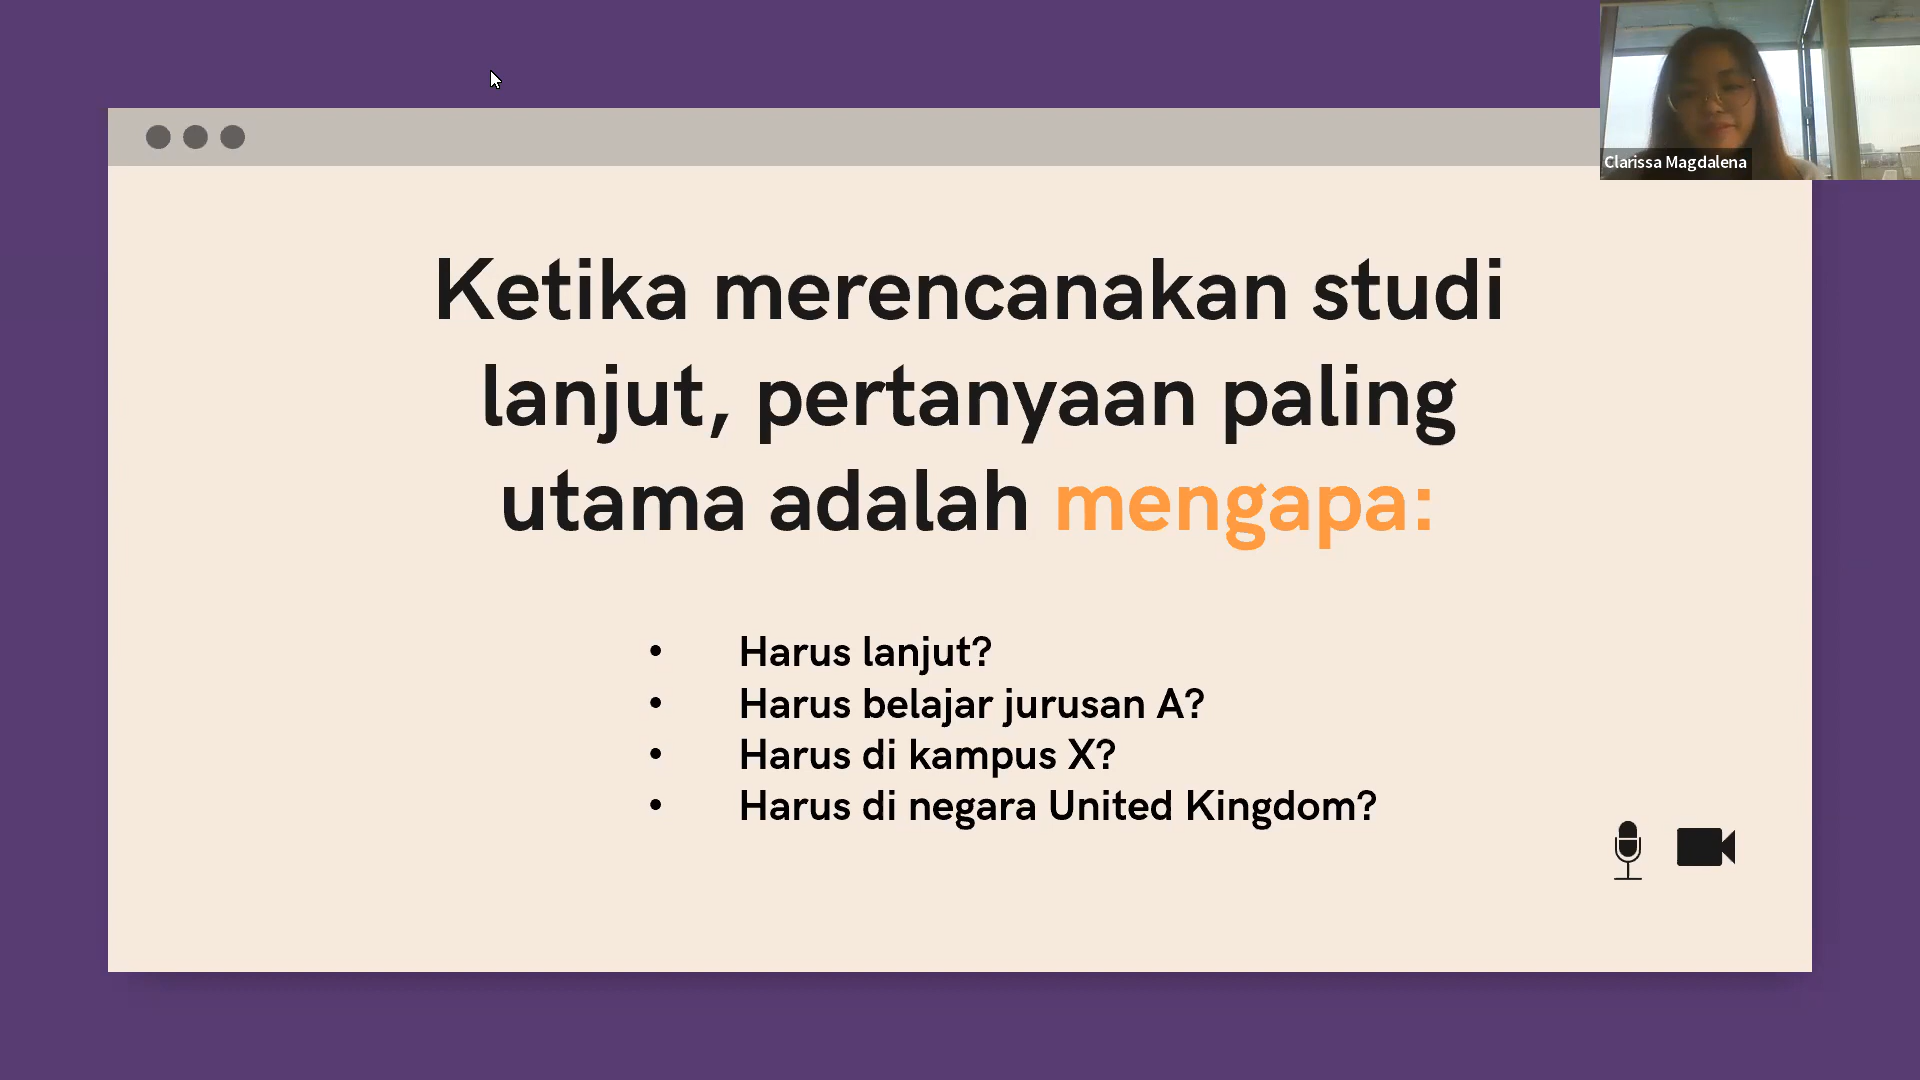 Clarissa Magdalena
Ketika merencanakan studi
lanjut, pertanyaan paling
utama adalah mengapa:
• Harus lanjut?
• Harus belajar jurusan A?
• Harus di kampus X?
• Harus di negara United Kingdom?